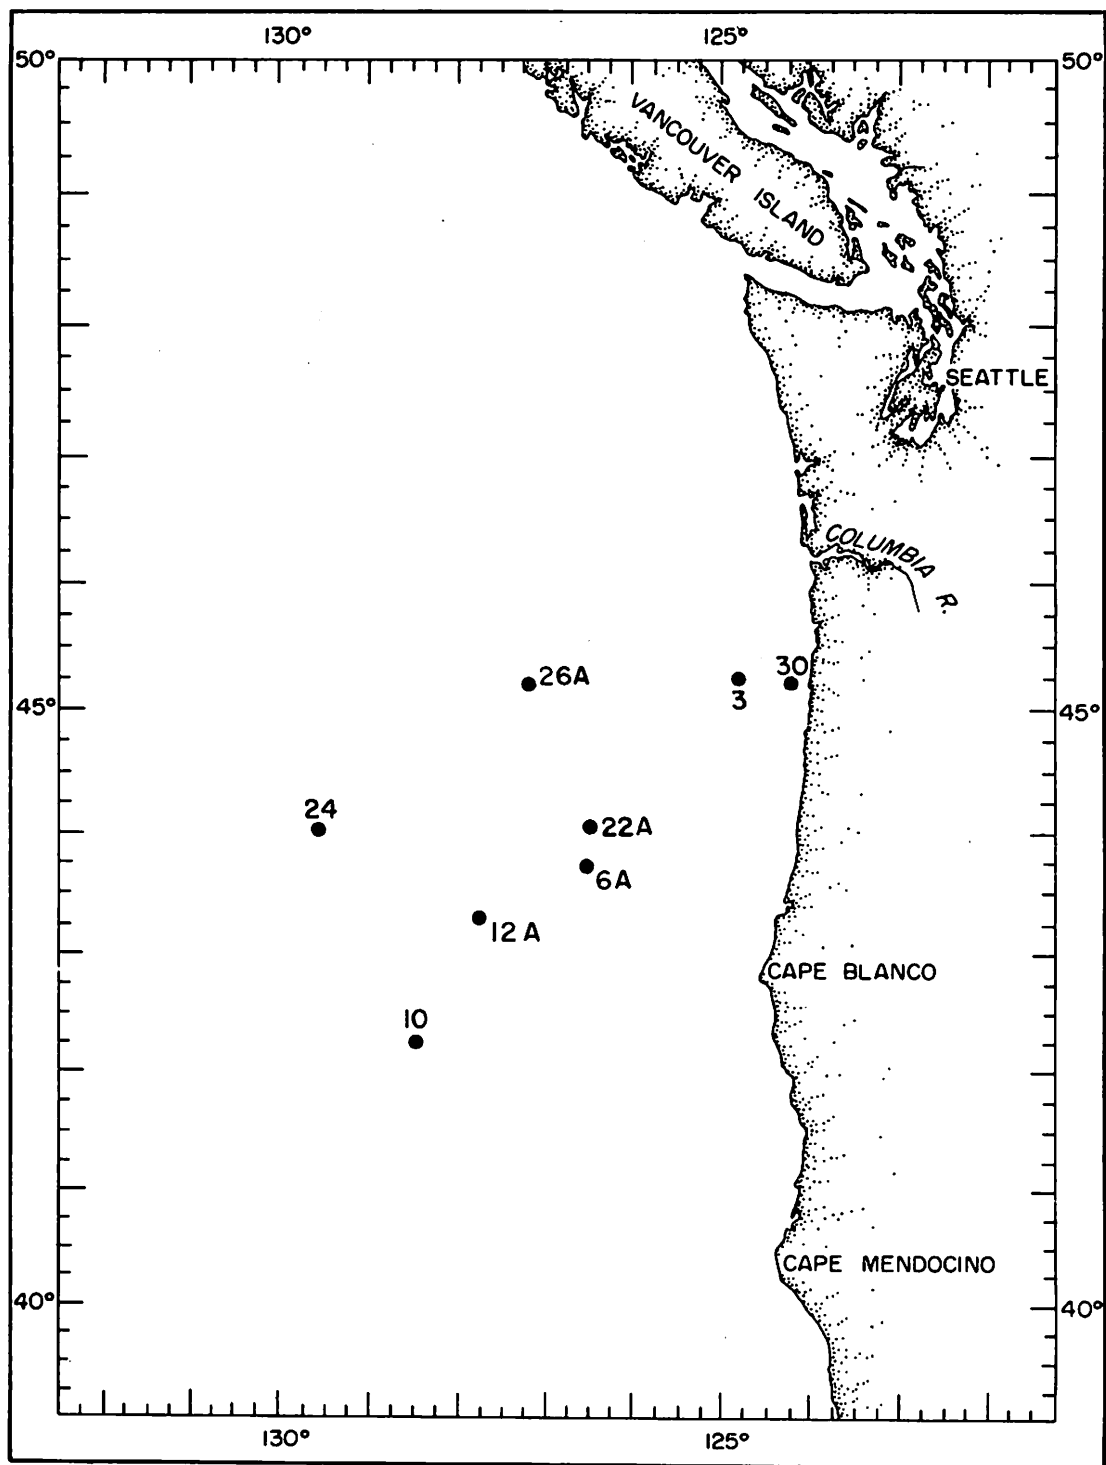 130° 125°
50° 50°
VANCOUVER ISLAND
SEATTLE
COLUMBIA R.
26A
3
30
45° 45°
24
22A
6A
12A
CAPE BLANCO
10
CAPE MENDOCINO
40° 40°
130° 125°